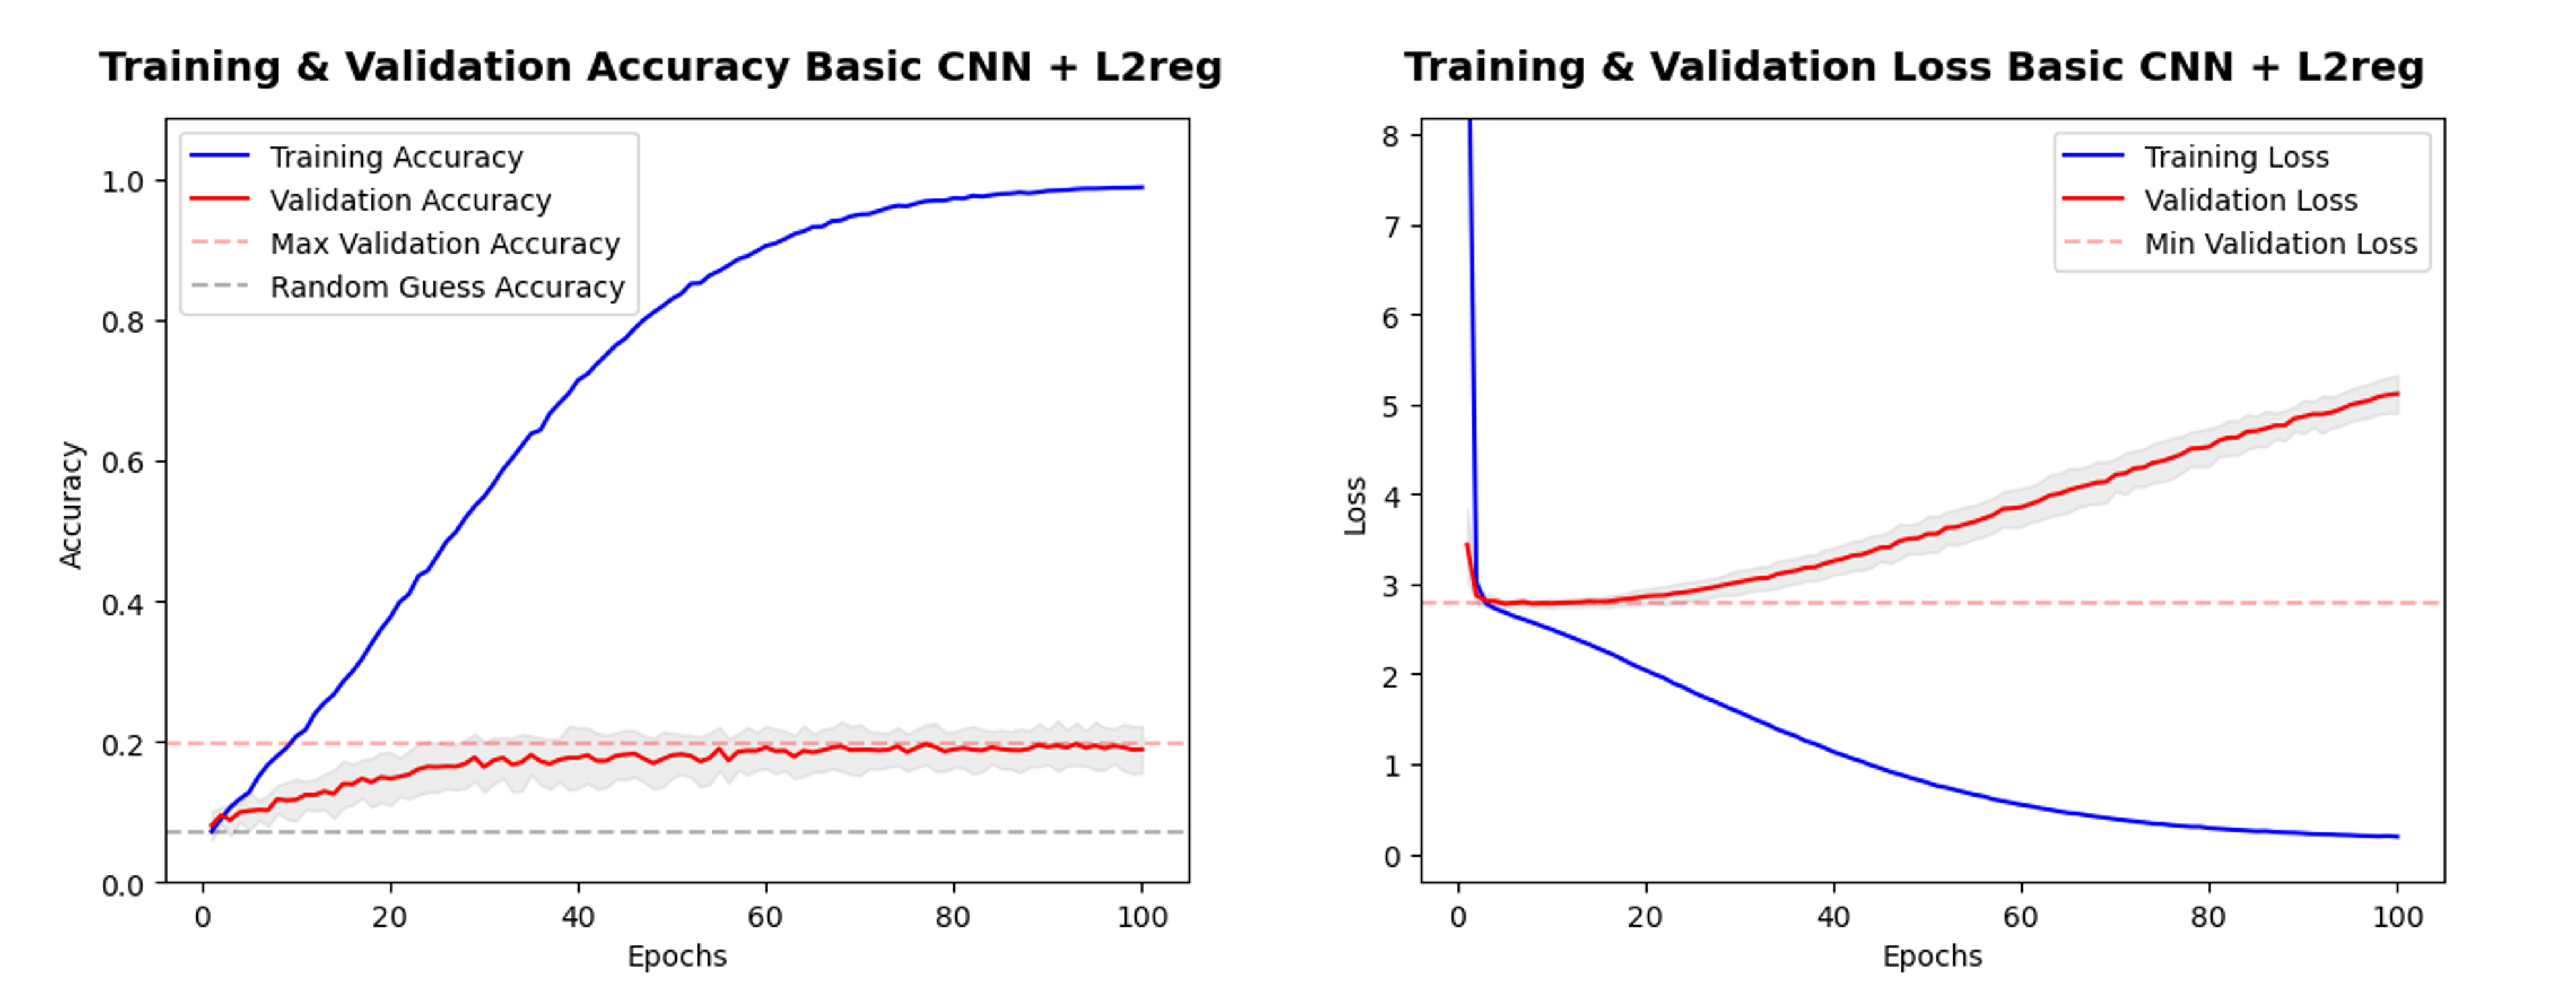 Training & Validation Accuracy Basic CNN + L2reg
Training Accuracy
Validation Accuracy
Max Validation Accuracy
Random Guess Accuracy
1.0
0.8
0.6
0.4
0.2
0.0
Accuracy
0 20 40 60 80 100
Epochs
Training & Validation Loss Basic CNN + L2reg
Training Loss
Validation Loss
Min Validation Loss
8
7
6
5
4
3
2
1
0
Loss
0 20 40 60 80 100
Epochs